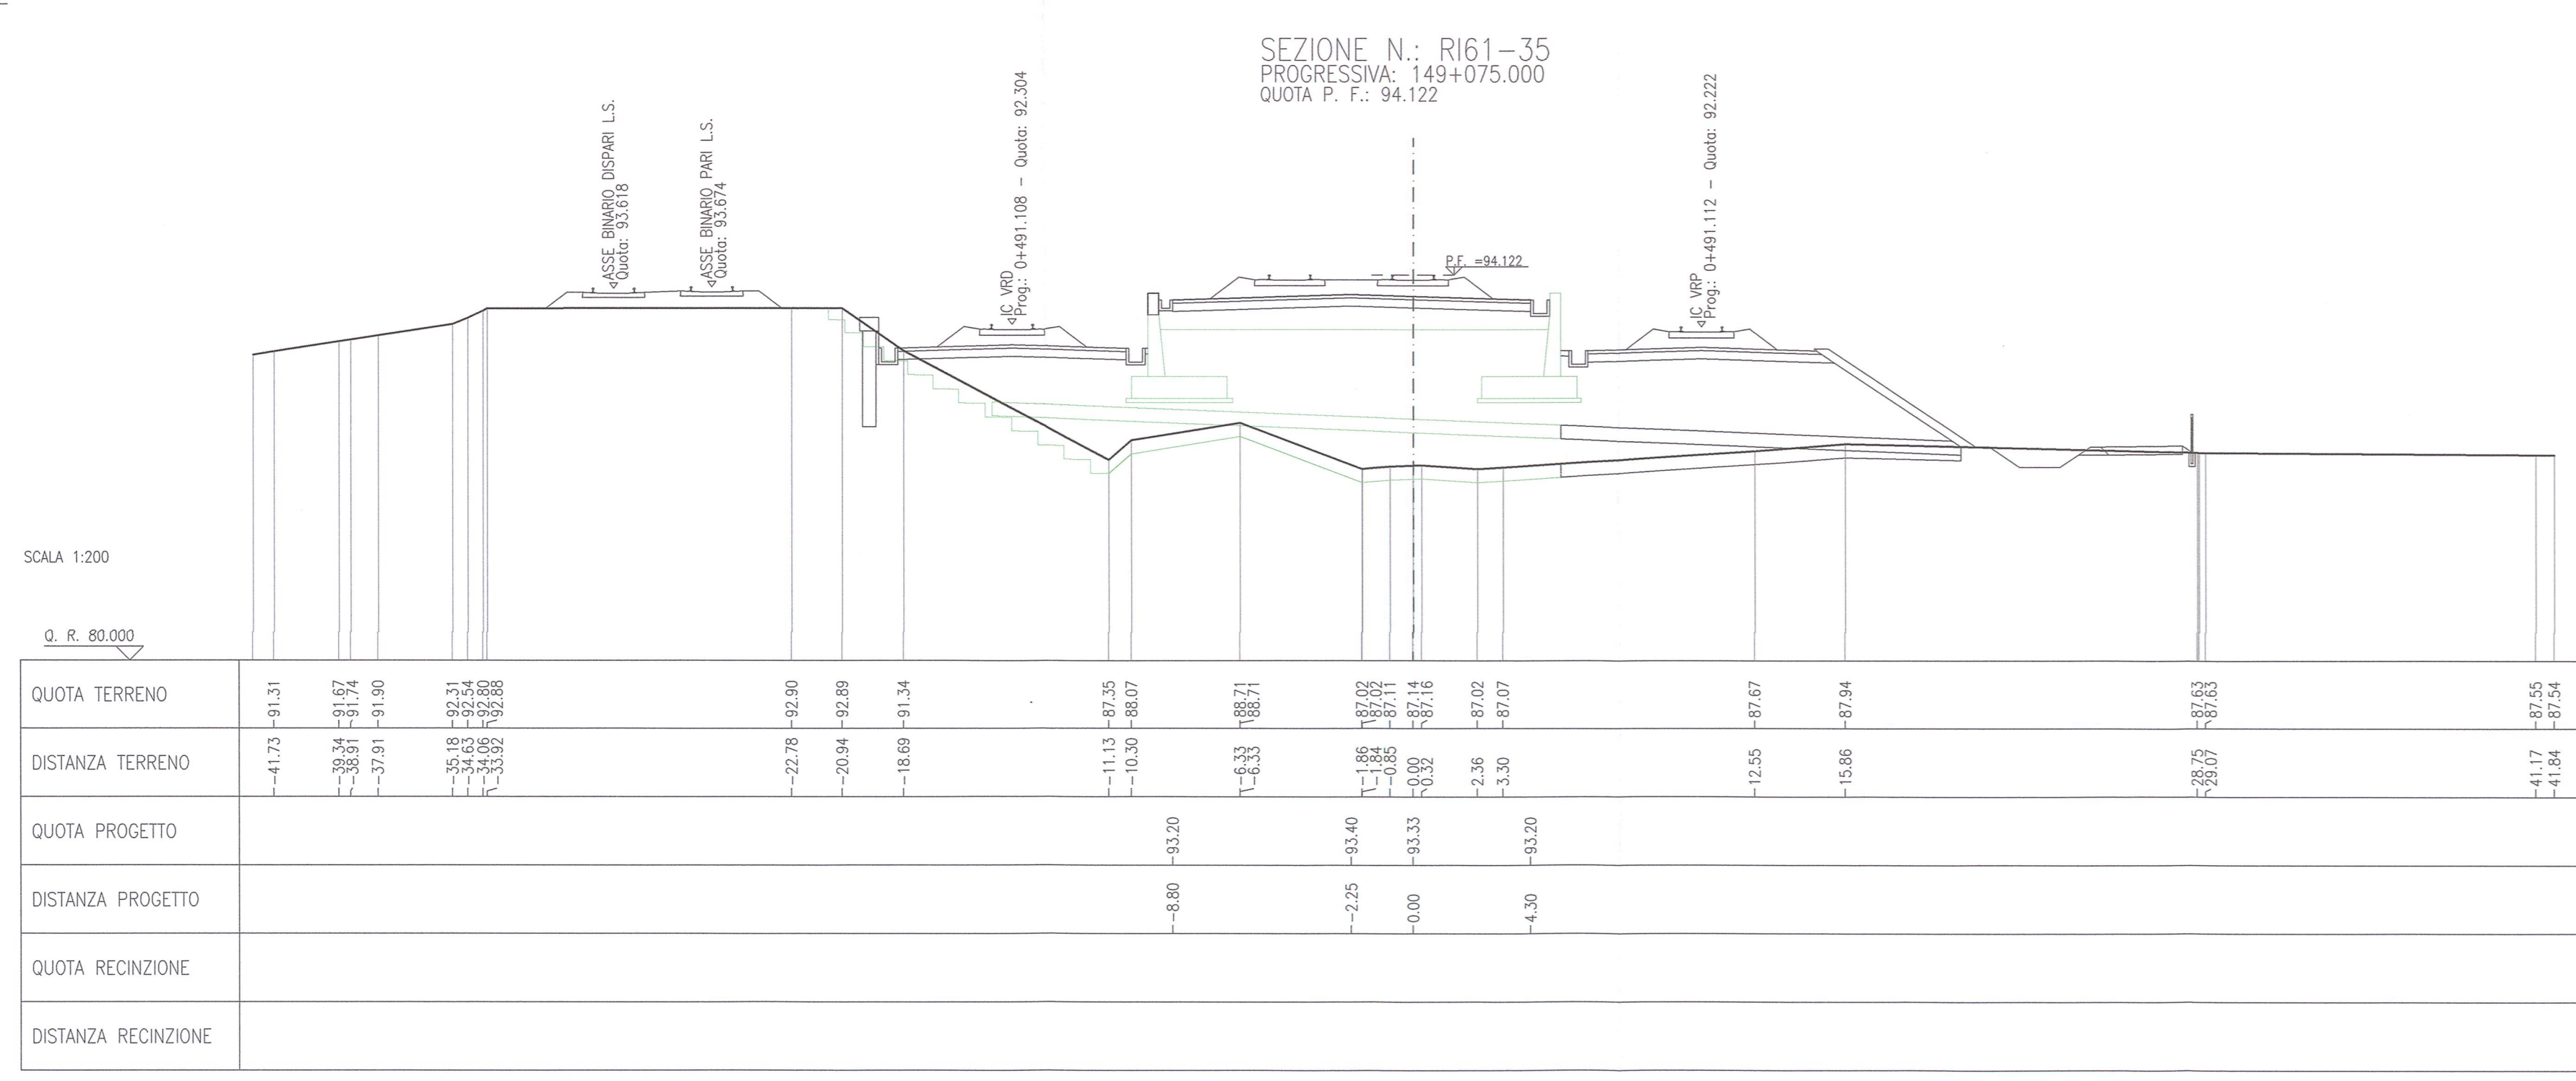 SEZIONE N.: RI61-35
PROGRESSIVA: 149+075.000
QUOTA P. F.: 94.122
ASSE BINARIO DISPARI L.S.
Quota: 93.618
ASSE BINARIO PARI L.S.
Quota: 93.674
IC VRD
Prog.: 0+491.108 - Quota: 92.304
P.F. =94.122
IC VRP
Prog.: 0+491.112 - Quota: 92.222
SCALA 1:200
Q. R. 80.000
QUOTA TERRENO 91.31 91.67 91.74 91.90 92.31 92.54 92.80 92.88 92.90 92.89 91.34 87.35 88.07 88.71 88.71 87.02 87.02 87.11 87.14 87.16 87.02 87.07 87.67 87.94 87.63 87.63 87.55 87.54
DISTANZA TERRENO -41.73 -39.34 -38.91 -37.91 -35.18 -34.63 -34.06 -33.92 -22.78 -20.94 -18.69 -11.13 -10.30 -6.33 -6.33 -1.86 -1.84 -0.85 0.00 0.32 2.36 3.30 12.55 15.86 28.75 29.07 41.17 41.84
QUOTA PROGETTO 93.20 93.40 93.33 93.20
DISTANZA PROGETTO -8.80 -2.25 0.00 4.30
QUOTA RECINZIONE
DISTANZA RECINZIONE